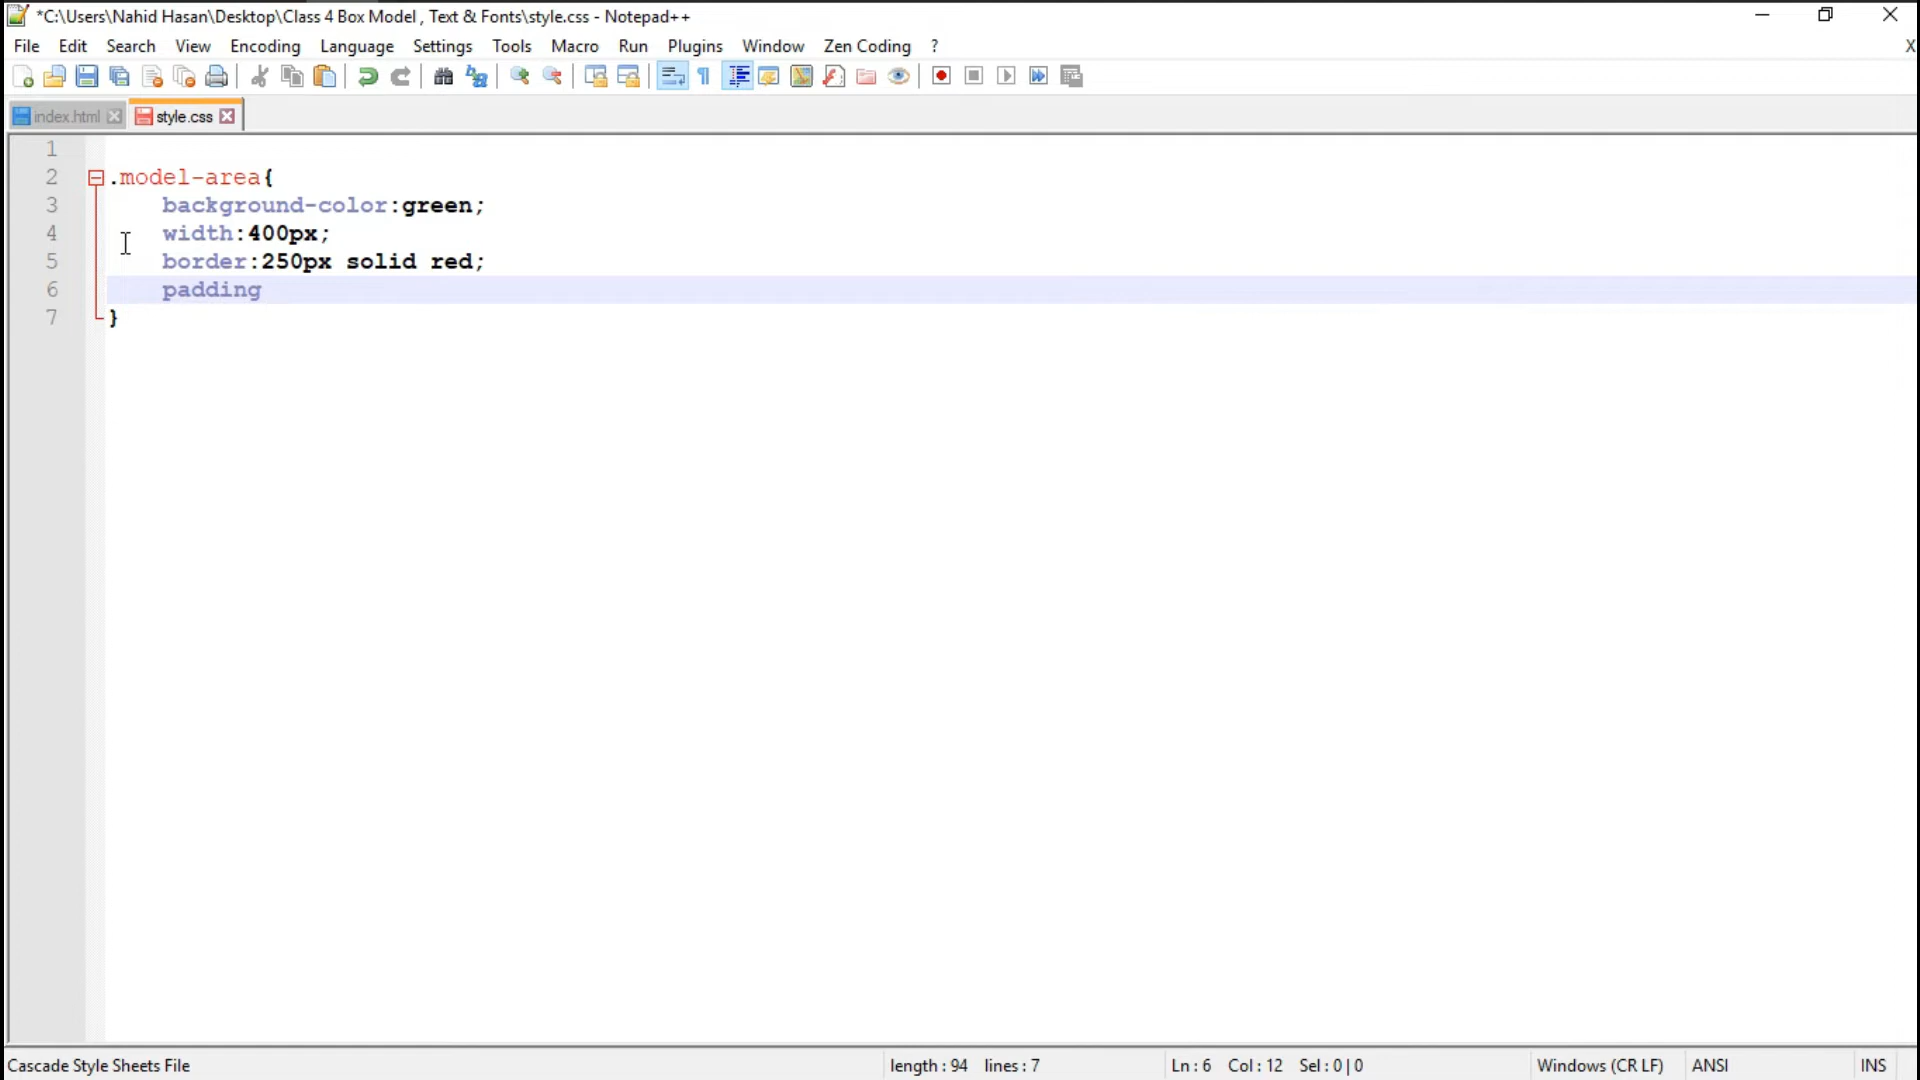 *C:\Users\Nahid Hasan\Desktop\Class 4 Box Model , Text & Fonts\style.css - Notepad++
File Edit Search View Encoding Language Settings Tools Macro Run Plugins Window Zen Coding ? X
index.html style.css
1
2 .model-area{
3 background-color:green;
4 width:400px;
5 border:250px solid red;
6 padding
7 }
Cascade Style Sheets File length : 94 lines : 7 Ln : 6 Col : 12 Sel : 0 | 0 Windows (CR LF) ANSI INS